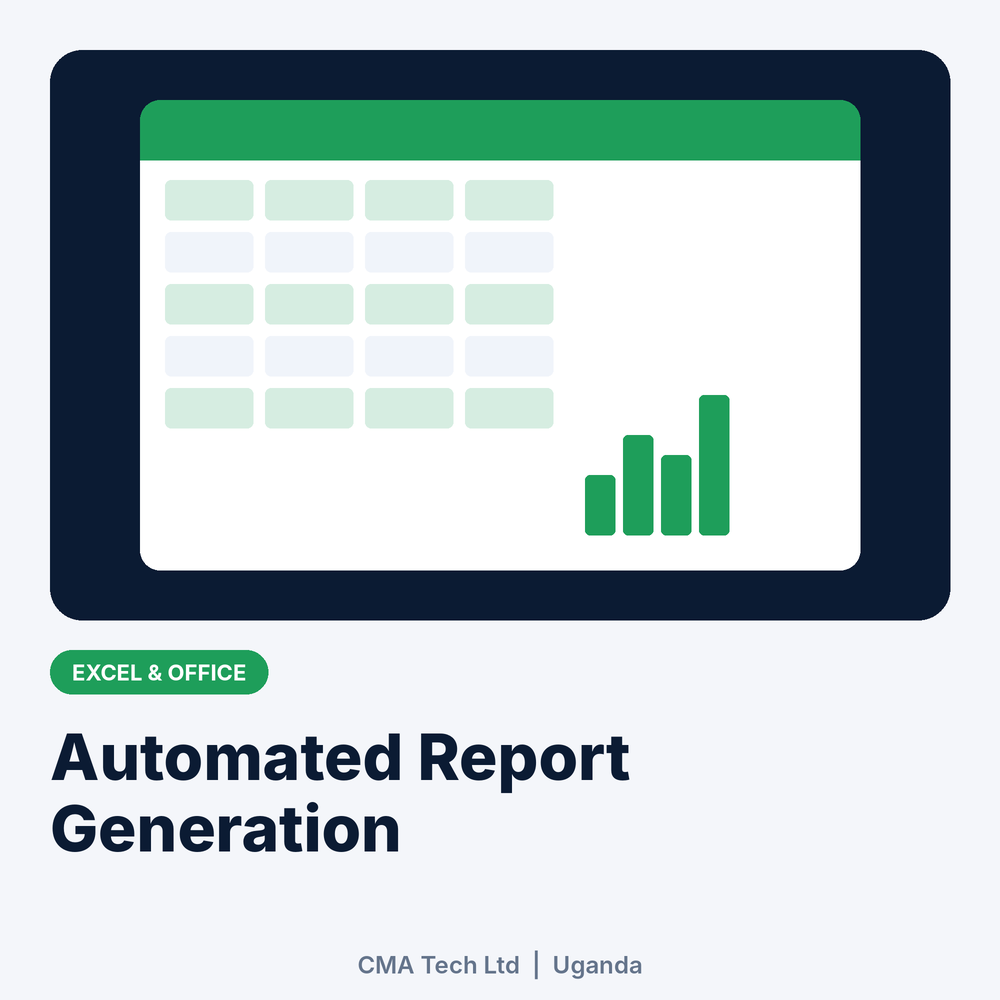 EXCEL & OFFICE
Automated Report
Generation
CMA Tech Ltd | Uganda